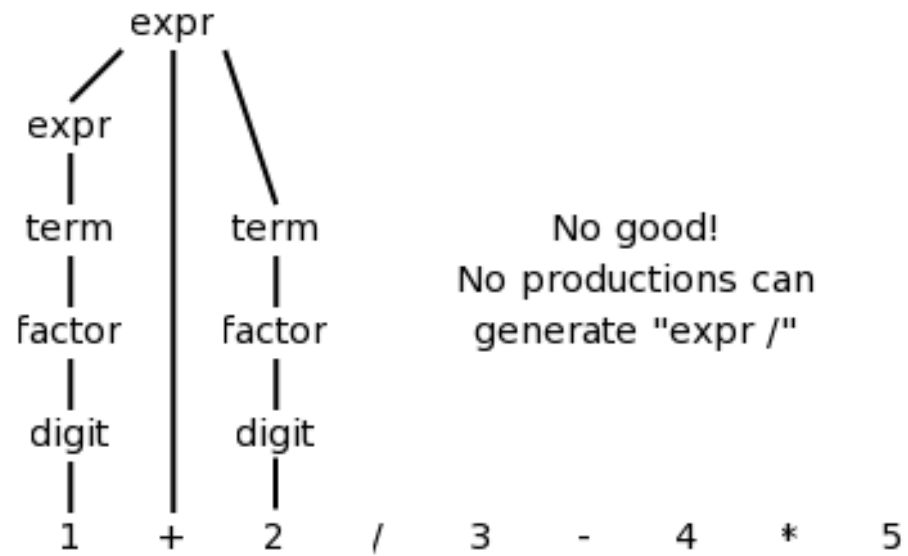 expr
expr
term term No good!
No productions can
factor factor generate "expr /"
digit digit
1 + 2 / 3 - 4 * 5